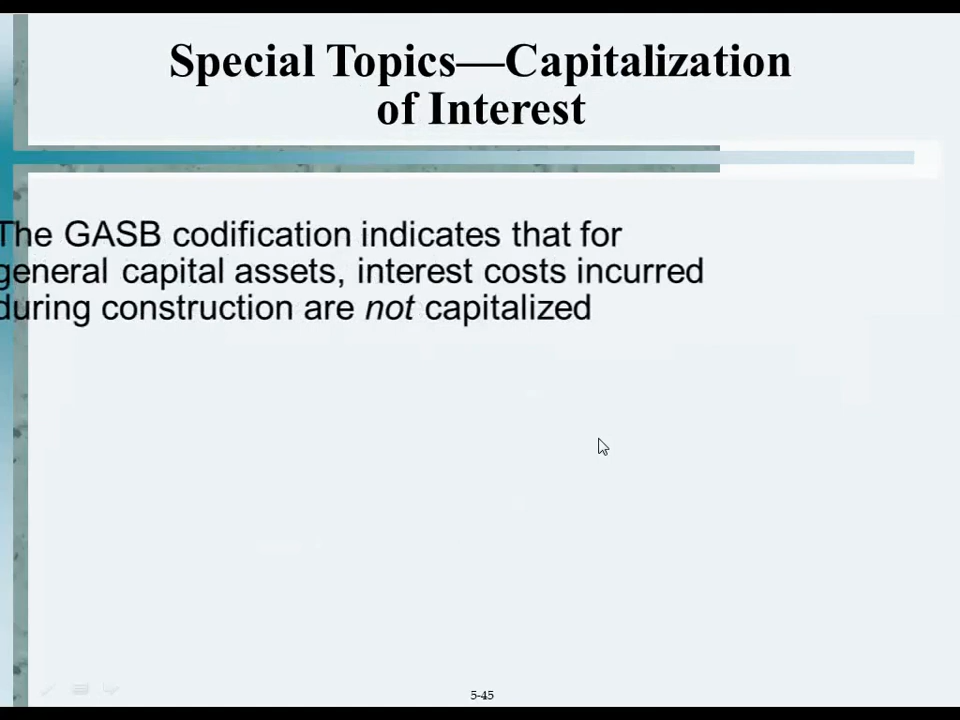 Special Topics—Capitalization
of Interest
The GASB codification indicates that for
general capital assets, interest costs incurred
during construction are not capitalized
5-45